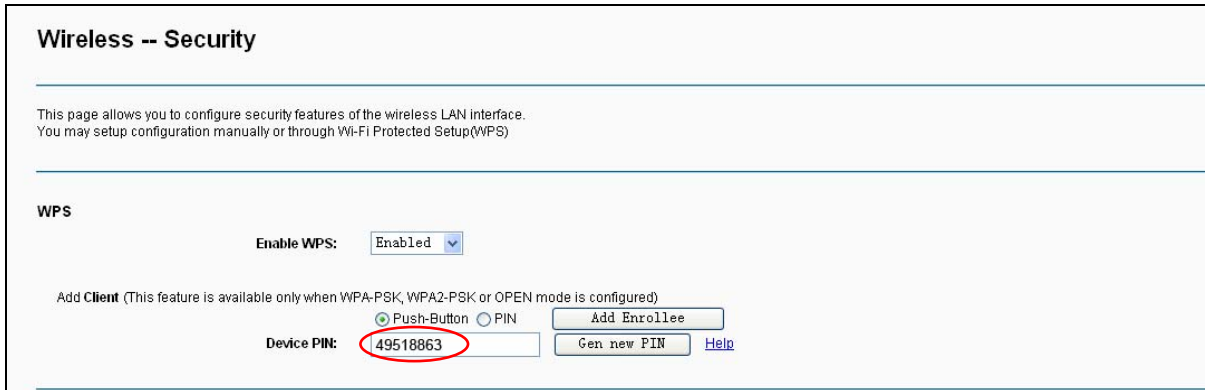 Wireless -- Security
This page allows you to configure security features of the wireless LAN interface.
You may setup configuration manually or through Wi-Fi Protected Setup(WPS)
WPS
Enable WPS: Enabled
Add Client (This feature is available only when WPA-PSK, WPA2-PSK or OPEN mode is configured)
Push-Button PIN Add Enrollee
Device PIN: 49518863 Gen new PIN Help